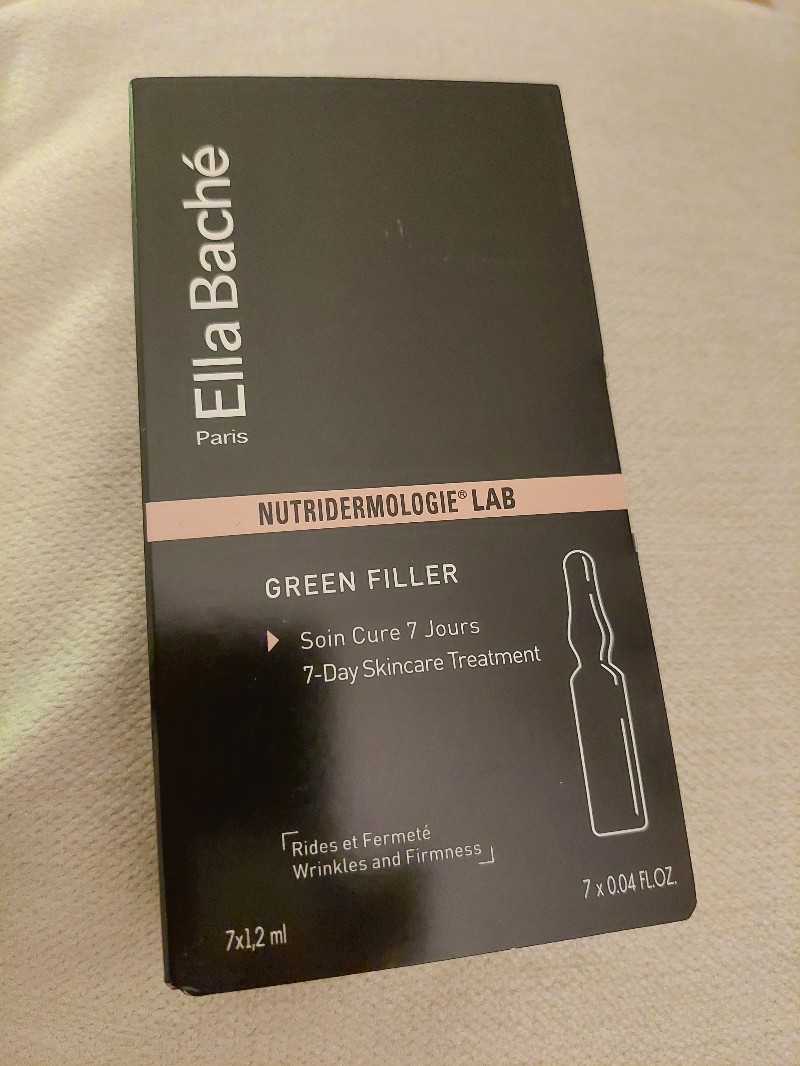 Ella Baché
Paris
NUTRIDERMOLOGIE® LAB
GREEN FILLER
Soin Cure 7 Jours
7-Day Skincare Treatment
Rides et Fermeté
Wrinkles and Firmness
7x1,2 ml
7 x 0.04 FL.OZ.